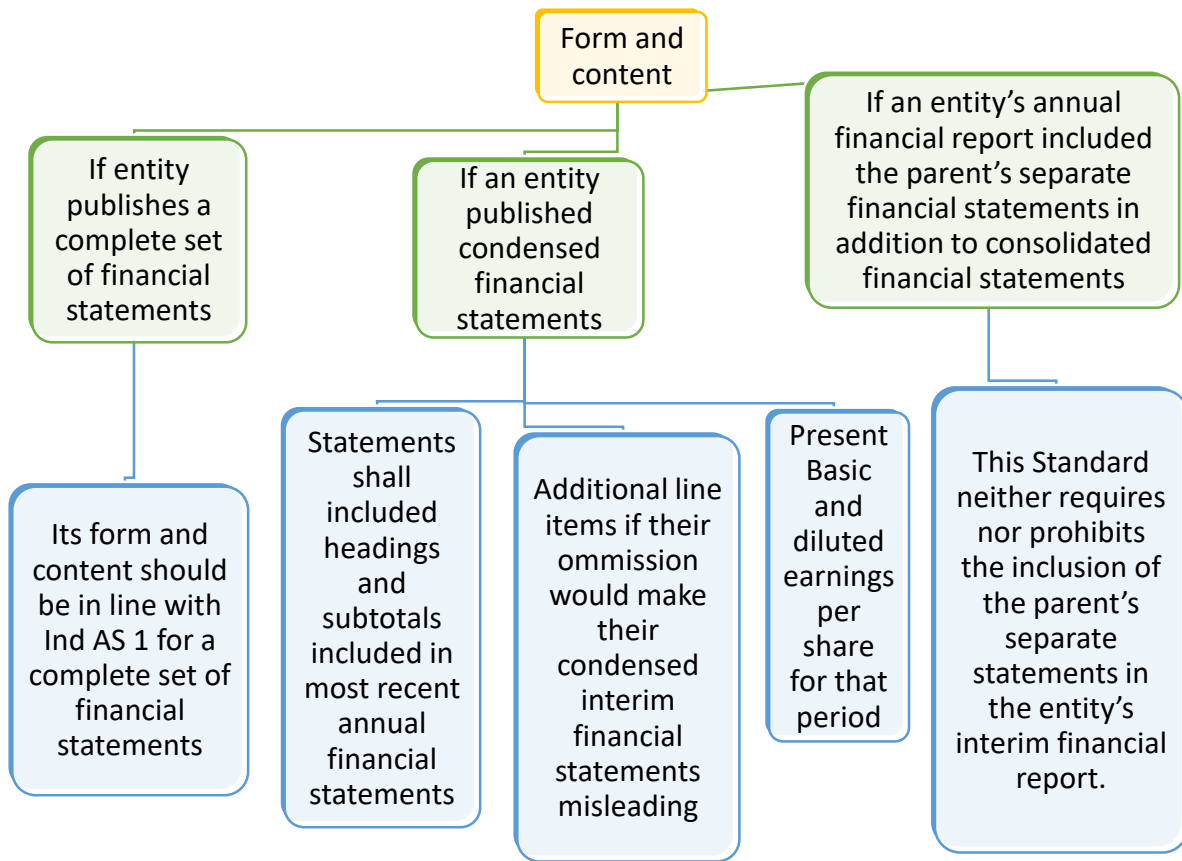 Form and
content
If entity
publishes a
complete set
of financial
statements
If an entity
published
condensed
financial
statements
If an entity’s annual
financial report included
the parent’s separate
financial statements in
addition to consolidated
financial statements
Its form and
content should
be in line with
Ind AS 1 for a
complete set of
financial
statements
Statements
shall
included
headings
and
subtotals
included in
most recent
annual
financial
statements
Additional line
items if their
ommission
would make
their
condensed
interim
financial
statements
misleading
Present
Basic
and
diluted
earnings
per
share
for that
period
This Standard
neither requires
nor prohibits
the inclusion of
the parent’s
separate
statements in
the entity’s
interim financial
report.